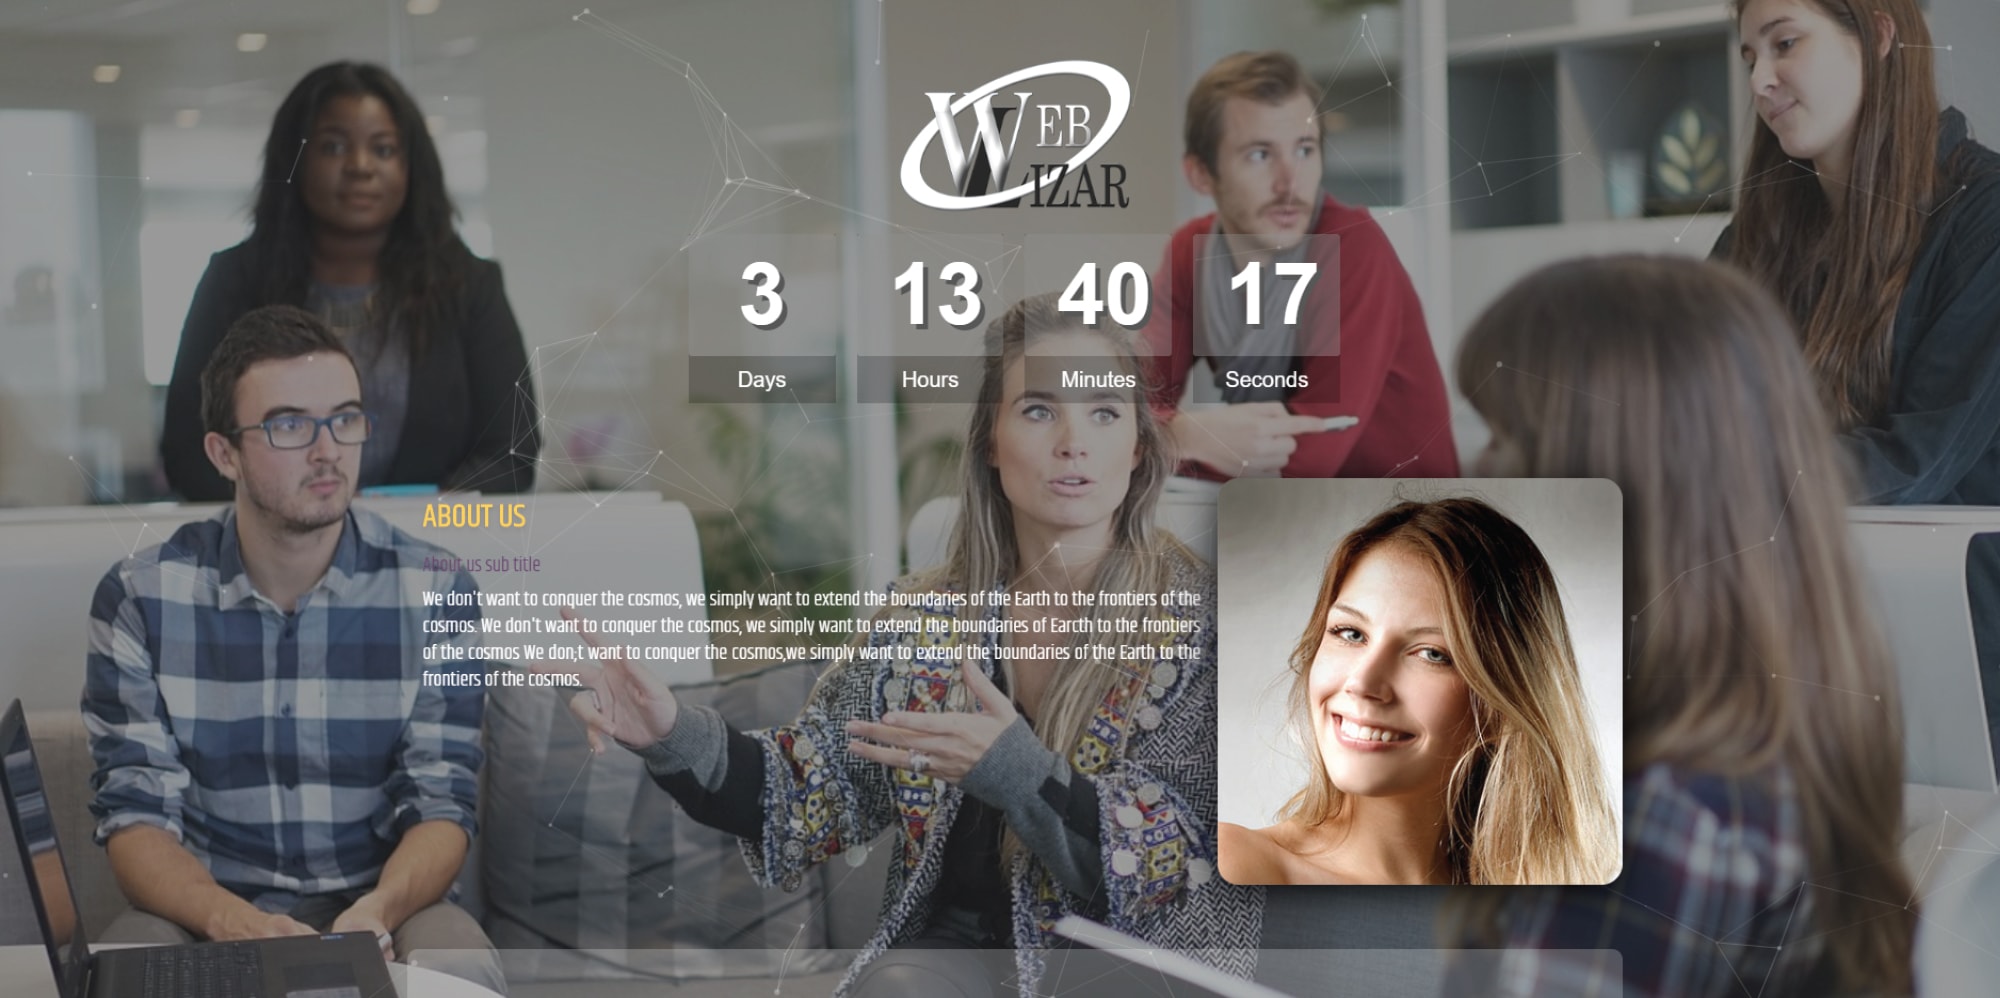 WEB
LIZAR
3 13 40 17
Days Hours Minutes Seconds
ABOUT US
About us sub title
We don't want to conquer the cosmos, we simply want to extend the boundaries of the Earth to the frontiers of the
cosmos. We don't want to conquer the cosmos, we simply want to extend the boundaries of Earcth to the frontiers
of the cosmos We don;t want to conquer the cosmos,we simply want to extend the boundaries of the Earth to the
frontiers of the cosmos.